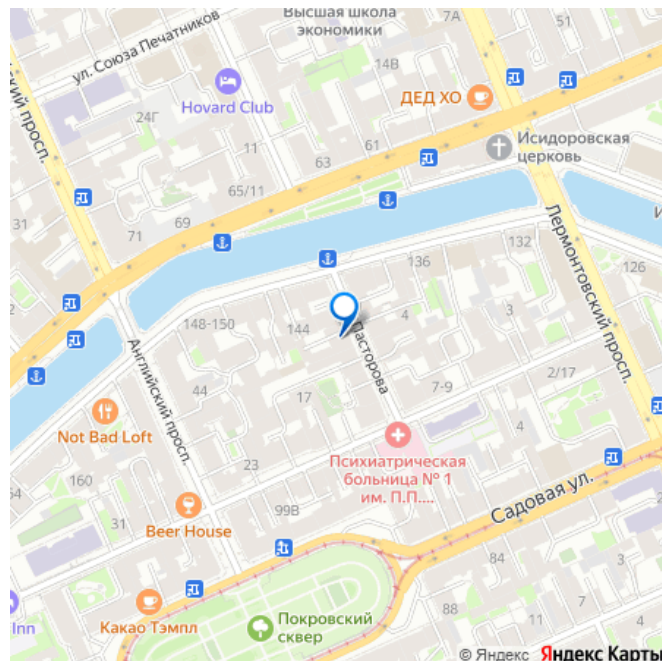 Высшая школа
экономики
7А
ул. Союза Печатников
14В
ДЕД ХО
Hovard Club
24Г
11
63
61
Исидоровская
церковь
65/11
31
69
71
132
136
126
Лермонтовский просп.
Английский просп.
148-150
144
4
3
Пасторова
44
17
7-9
2/17
Not Bad Loft
4
23
Психиатрическая
больница № 1
им. П.П....
160
31
99В
Садовая ул.
Beer House
84
3
88
7
11
Inn
Какао Тэмпл
Покровский
сквер
© Яндекс Яндекс Карты